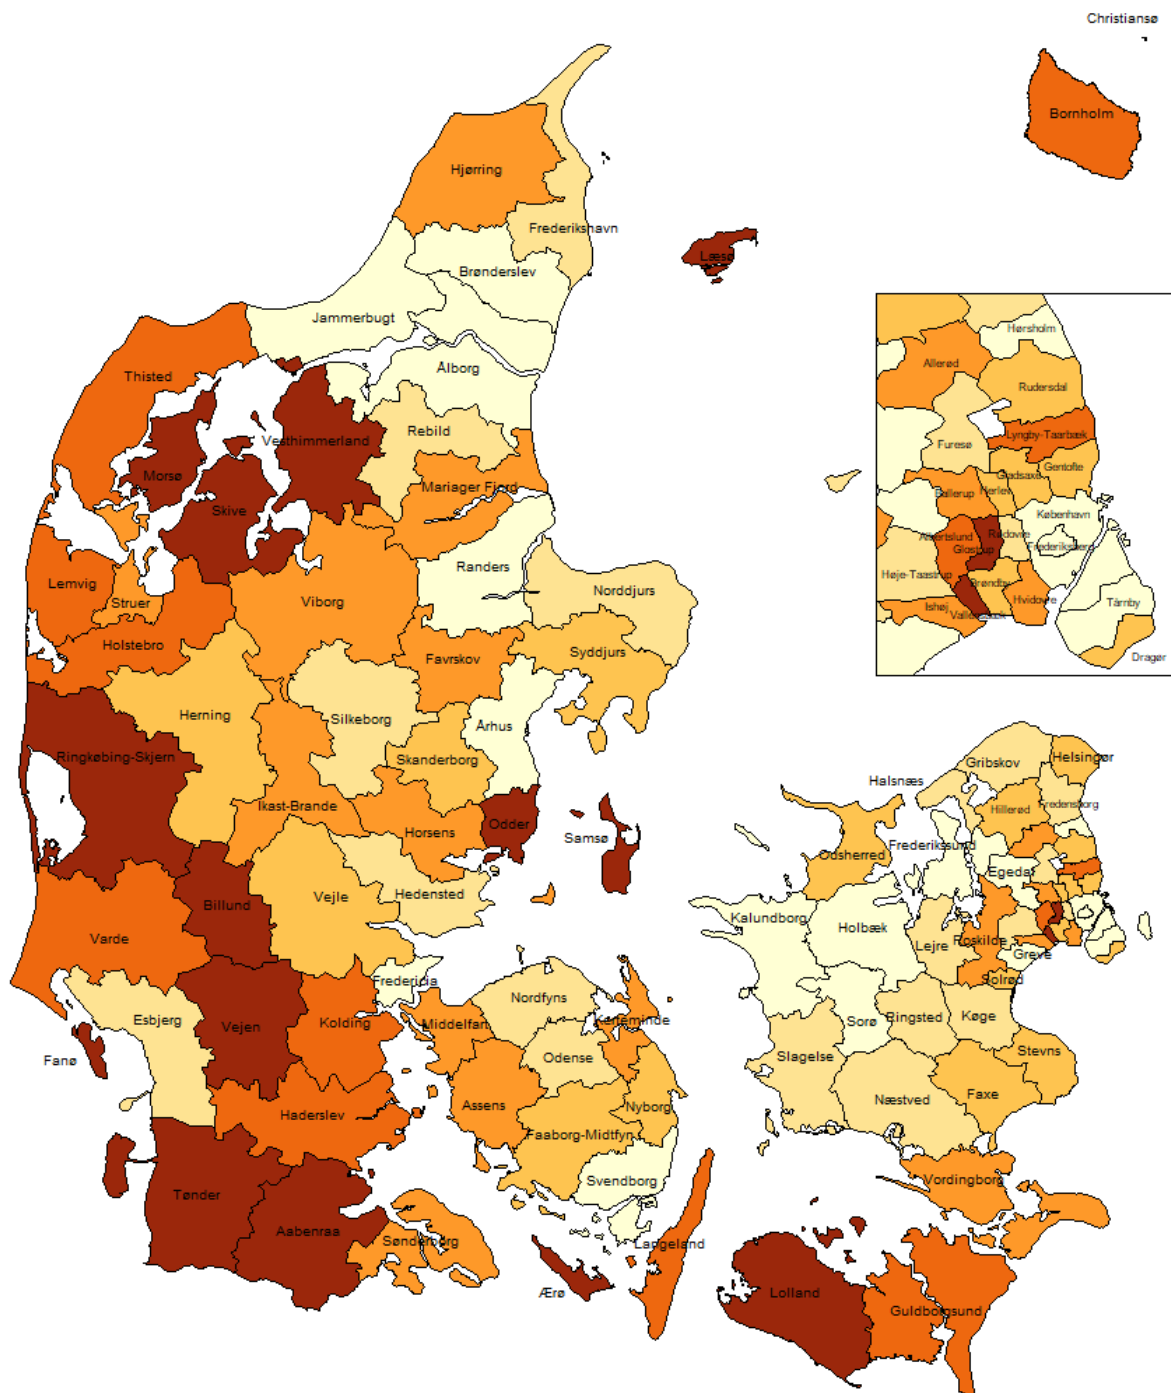 Christiansø
Bornholm
Hjørring
Frederikshavn
Læsø
Brønderslev
Jammerbugt
Ålborg
Thisted
Vesthimmerland
Rebild
Morsø
Skive
Mariager Fjord
Randers
Norddjurs
Lemvig
Struer
Viborg
Holstebro
Favrskov
Syddjurs
Herning
Silkeborg
Århus
Ringkøbing-Skjern
Skanderborg
Ikast-Brande
Horsens
Odder
Samsø
Hedensted
Billund
Vejle
Varde
Fredericia
Esbjerg
Vejen
Kolding
Middelfart
Nordfyns
Kerteminde
Fanø
Odense
Haderslev
Assens
Nyborg
Faaborg-Midtfyn
Svendborg
Tønder
Aabenraa
Sønderborg
Langeland
Ærø
Hørsholm
Allerød
Rudersdal
Lyngby-Taarbæk
Furesø
Gentofte
Gladsaxe
Ballerup
Herlev
København
Albertslund
Rødovre
Frederiksberg
Glostrup
Høje-Taastrup
Brøndby
Ishøj
Hvidovre
Vallensbæk
Tårnby
Dragør
Gribskov
Helsingør
Halsnæs
Hillerød
Fredensborg
Frederikssund
Odsherred
Egedal
Kalundborg
Holbæk
Lejre
Roskilde
Greve
Solrød
Sorø
Ringsted
Køge
Slagelse
Stevns
Næstved
Faxe
Vordingborg
Lolland
Guldborgsund